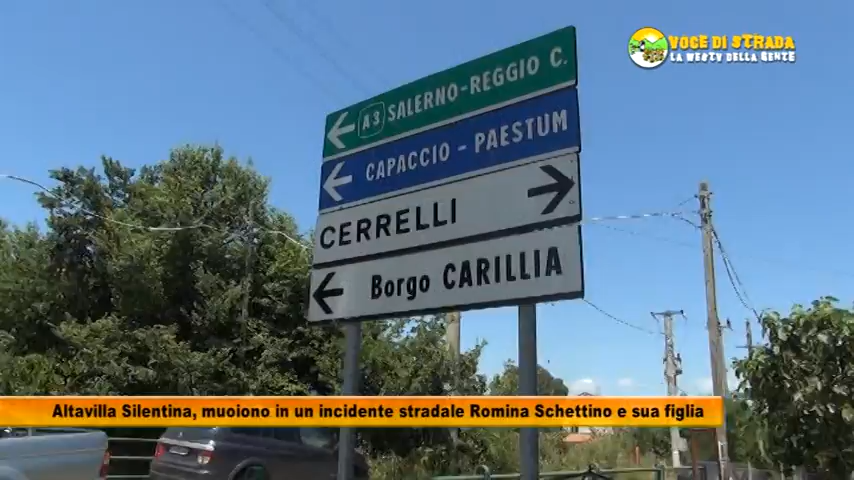 VOCE DI STRADA
LA WEBTV DELLA GENTE
A3 SALERNO-REGGIO C.
CAPACCIO - PAESTUM
CERRELLI
Borgo CARILLIA
Altavilla Silentina, muoiono in un incidente stradale Romina Schettino e sua figlia